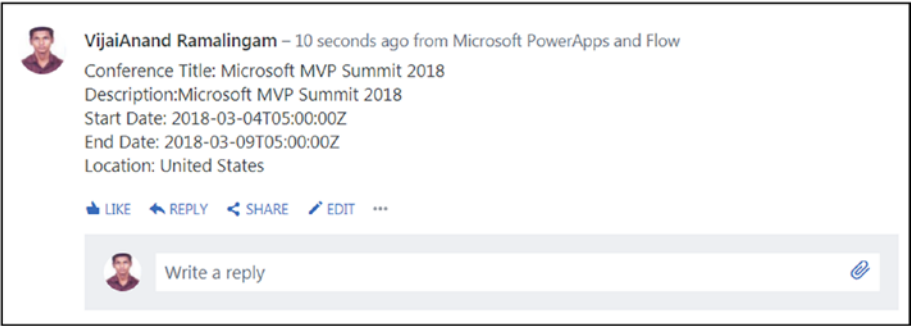 VijaiAnand Ramalingam – 10 seconds ago from Microsoft PowerApps and Flow
Conference Title: Microsoft MVP Summit 2018
Description:Microsoft MVP Summit 2018
Start Date: 2018-03-04T05:00:00Z
End Date: 2018-03-09T05:00:00Z
Location: United States
LIKE REPLY SHARE EDIT ...
Write a reply